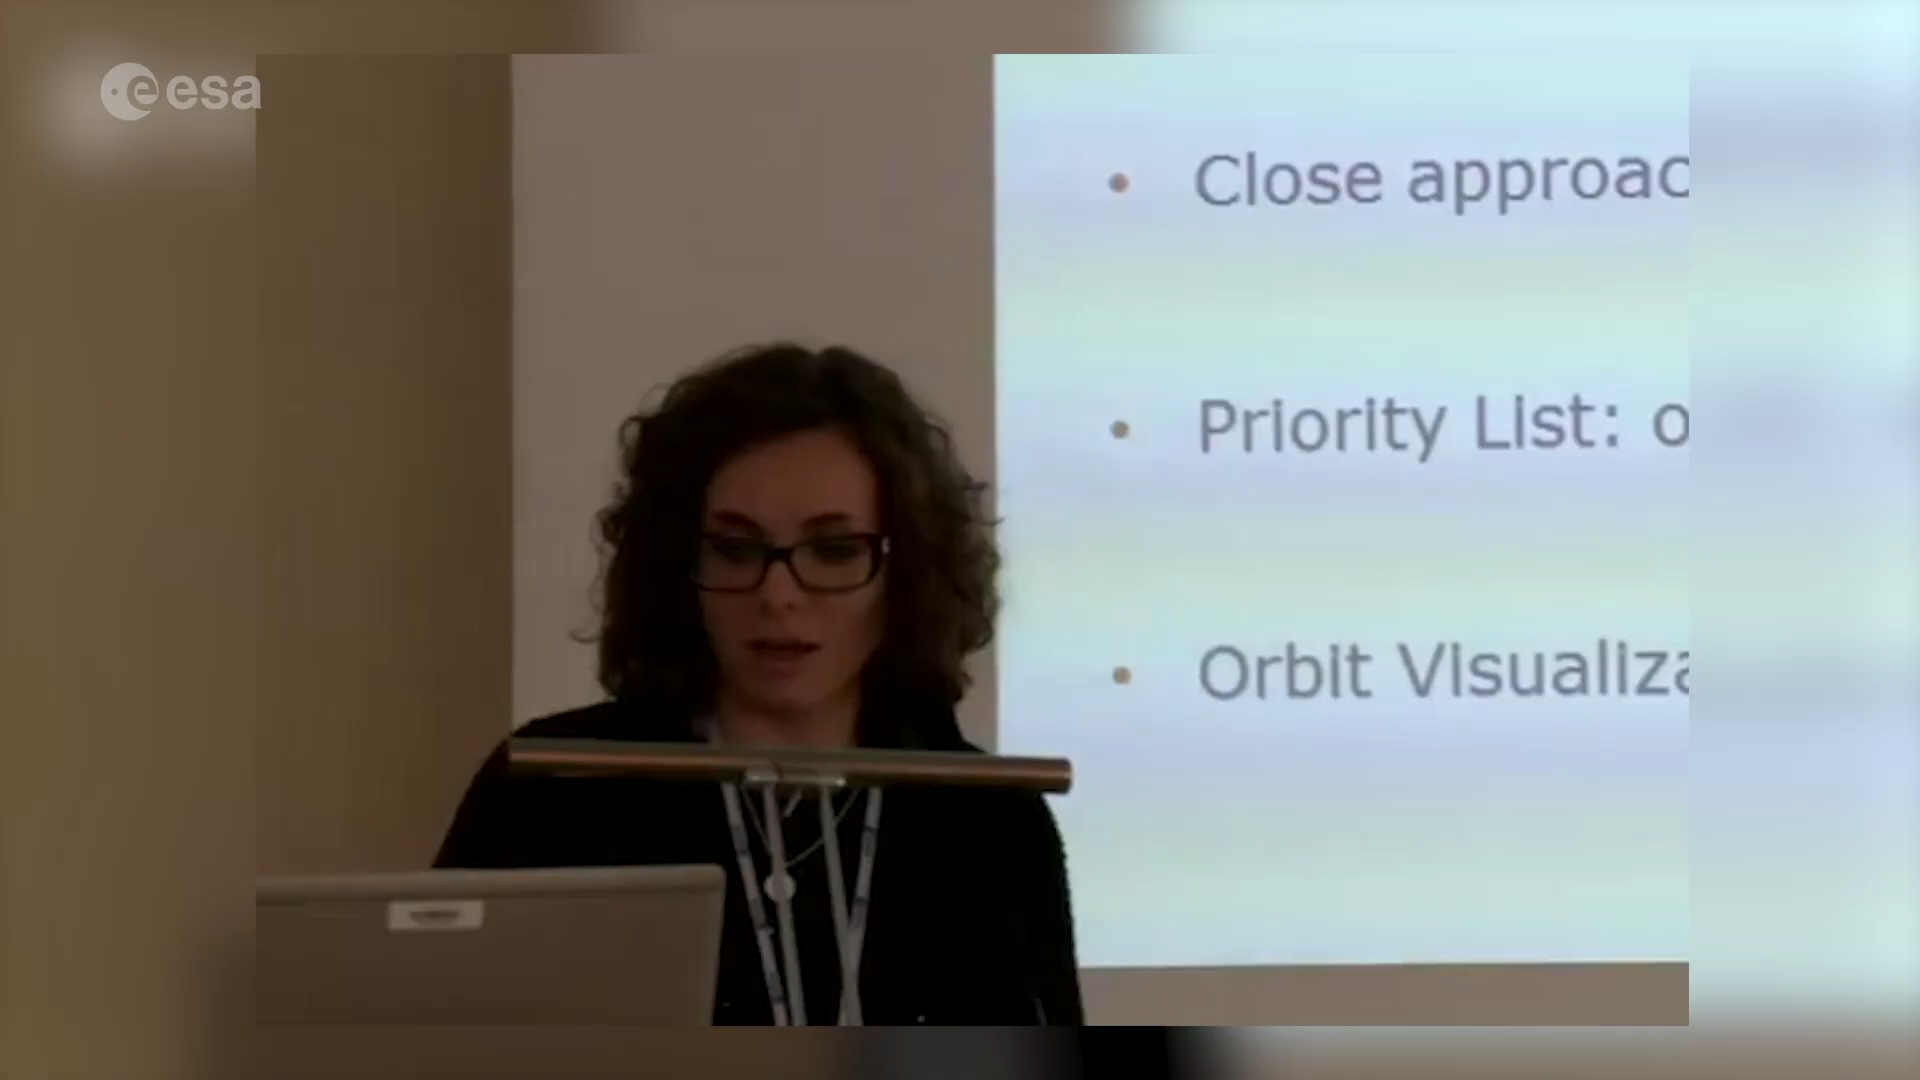 esa
Close approac
Priority List: o
Orbit Visualiza